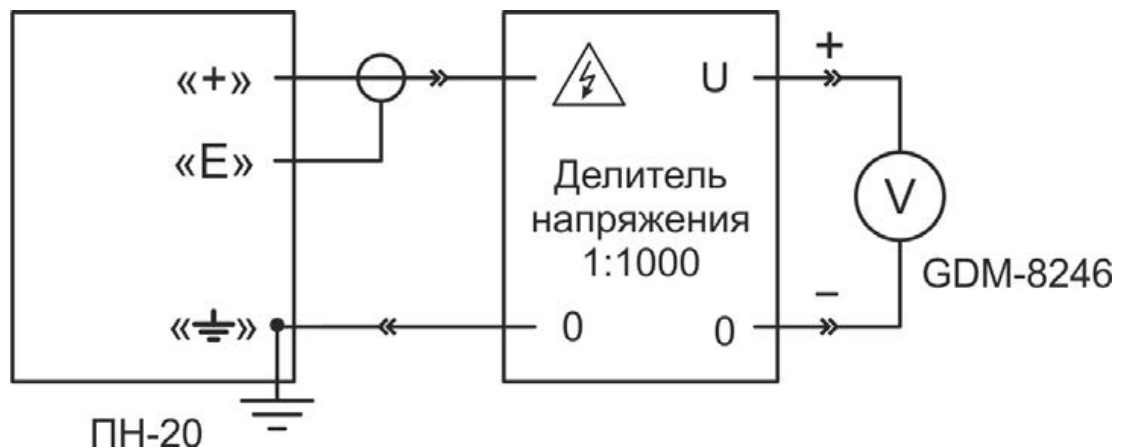 «+»
«E»
«⏚»
ПН-20
U
Делитель
напряжения
1:1000
0
0
+
V
−
GDM-8246